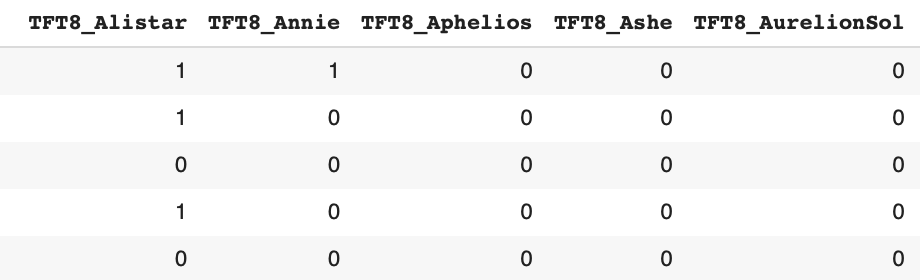 TFT8_Alistar TFT8_Annie TFT8_Aphelios TFT8_Ashe TFT8_AurelionSol
1 1 0 0 0
1 0 0 0 0
0 0 0 0 0
1 0 0 0 0
0 0 0 0 0